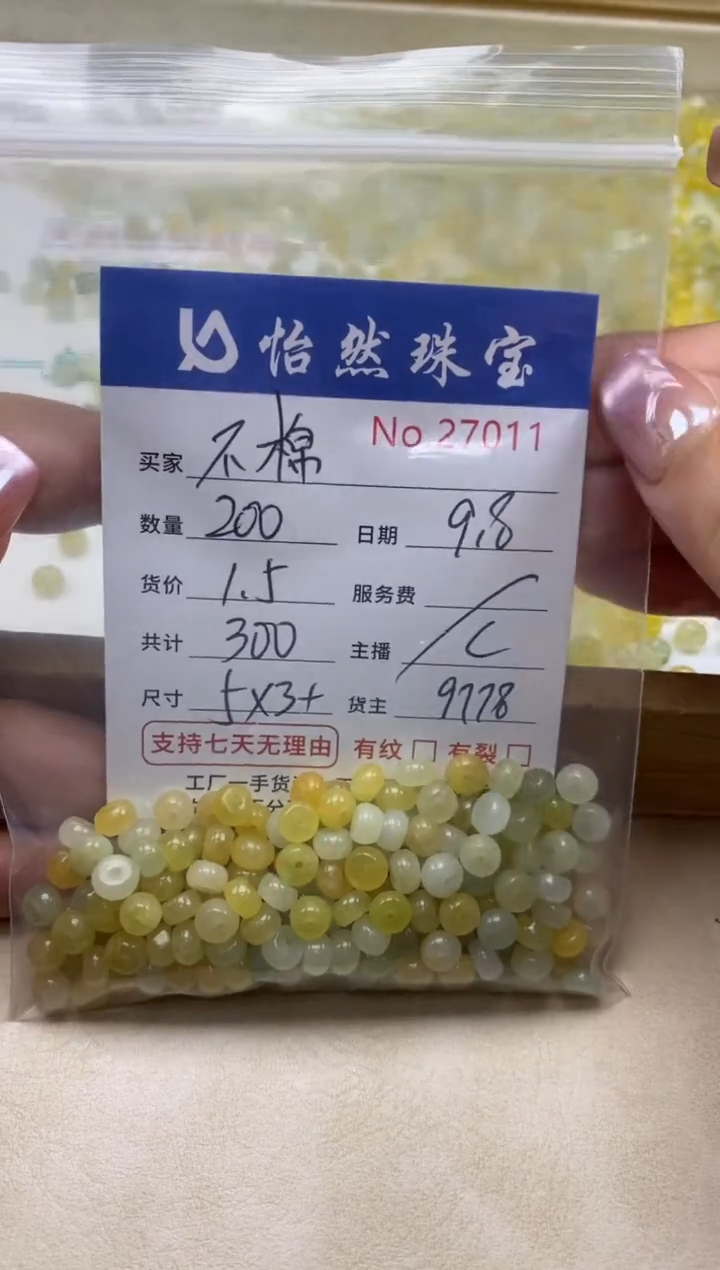 怡然珠宝
No.27011
买家 不棉
数量 200 日期 9.8
货价 1.5 服务费 /
共计 300 主播 C
尺寸 5X3+ 货主 9778
支持七天无理由 有纹 □ 有裂 □
工厂一手货